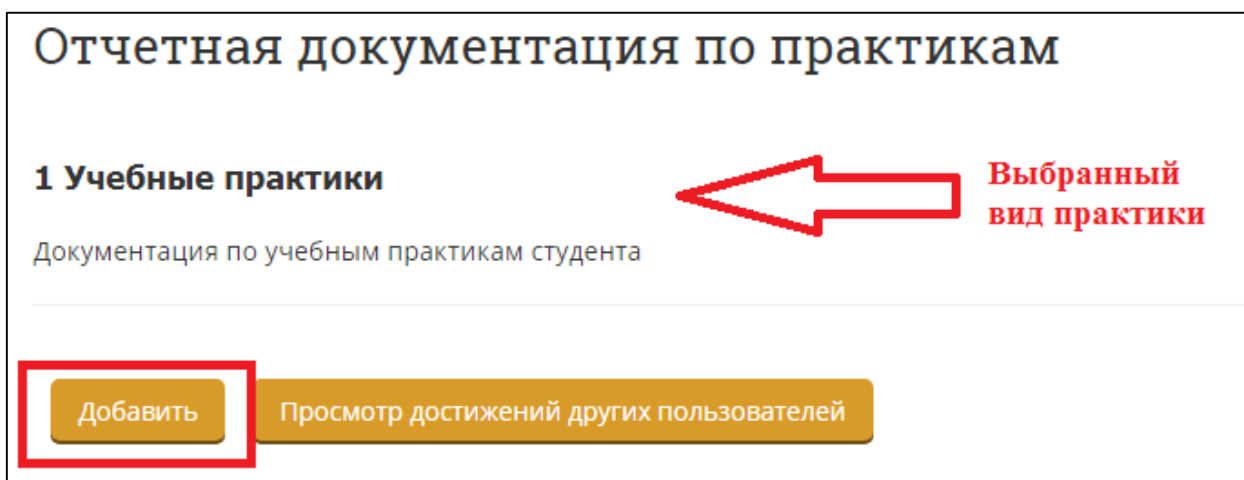 Отчетная документация по практикам
1 Учебные практики
Выбранный
вид практики
Документация по учебным практикам студента
Добавить
Просмотр достижений других пользователей